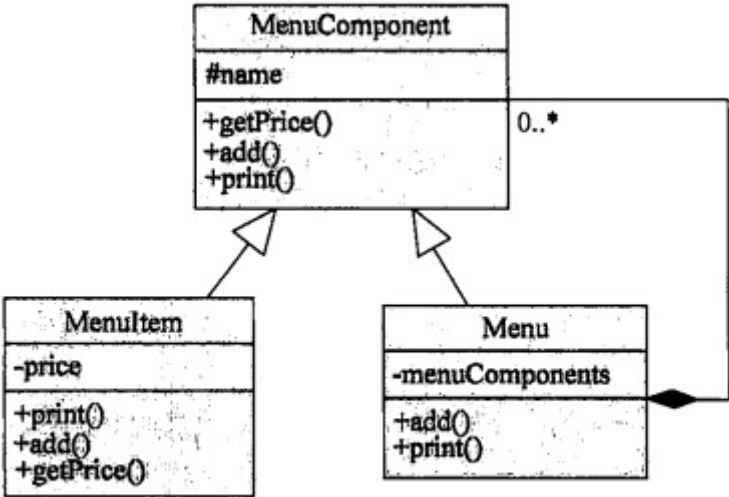 MenuComponent
#name
+getPrice()
+add()
+print()
0..*
MenuItem
-price
+print()
+add()
+getPrice()
Menu
-menuComponents
+add()
+print()